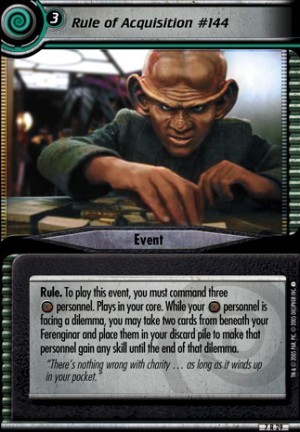 3 Rule of Acquisition #144
Event
Rule. To play this event, you must command three
personnel. Plays in your core. While your personnel is
facing a dilemma, you may take two cards from beneath your
Ferenginar and place them in your discard pile to make that
personnel gain any skill until the end of that dilemma.
"There's nothing wrong with charity … as long as it winds up
in your pocket."
7 R 29